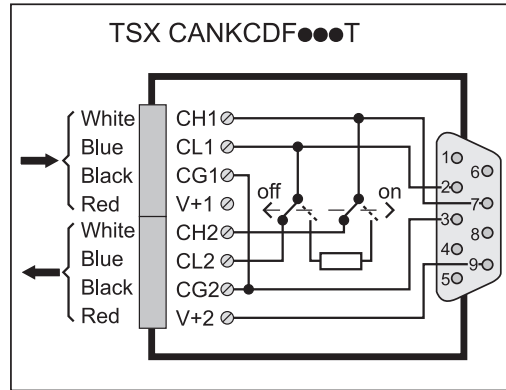 TSX CANKCDF●●●T
White CH1
Blue CL1
Black CG1
Red V+1
White CH2
Blue CL2
Black CG2
Red V+2
off on
1
6
2
7
3
8
4
9
5